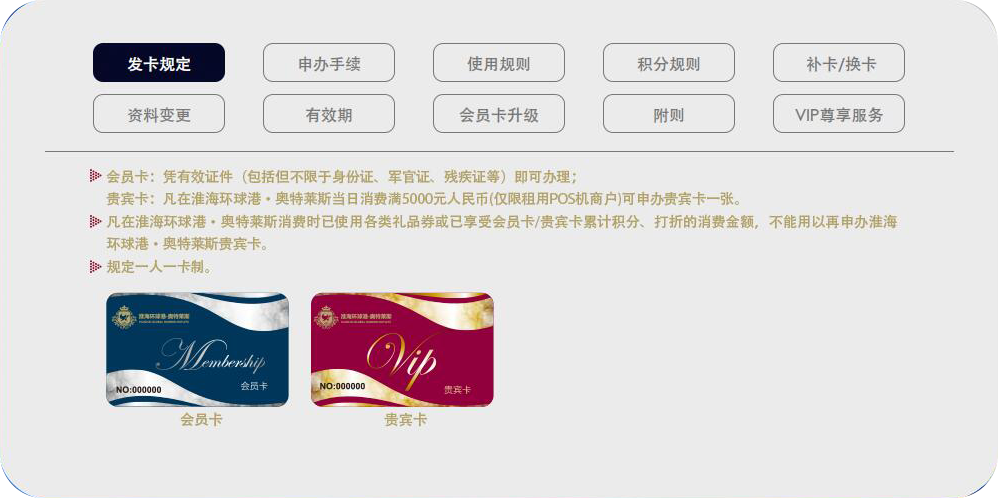 发卡规定
申办手续
使用规则
积分规则
补卡/换卡
资料变更
有效期
会员卡升级
附则
VIP尊享服务
会员卡：凭有效证件（包括但不限于身份证、军官证、残疾证等）即可办理；
贵宾卡：凡在淮海环球港·奥特莱斯当日消费满5000元人民币(仅限租用POS机商户)可申办贵宾卡一张。
凡在淮海环球港·奥特莱斯消费时已使用各类礼品券或已享受会员卡/贵宾卡累计积分、打折的消费金额，不能用以再申办淮海
环球港·奥特莱斯贵宾卡。
规定一人一卡制。
淮海环球港·奥特莱斯
Membership
NO:000000
会员卡
淮海环球港·奥特莱斯
Vip
NO:000000
贵宾卡
会员卡
贵宾卡